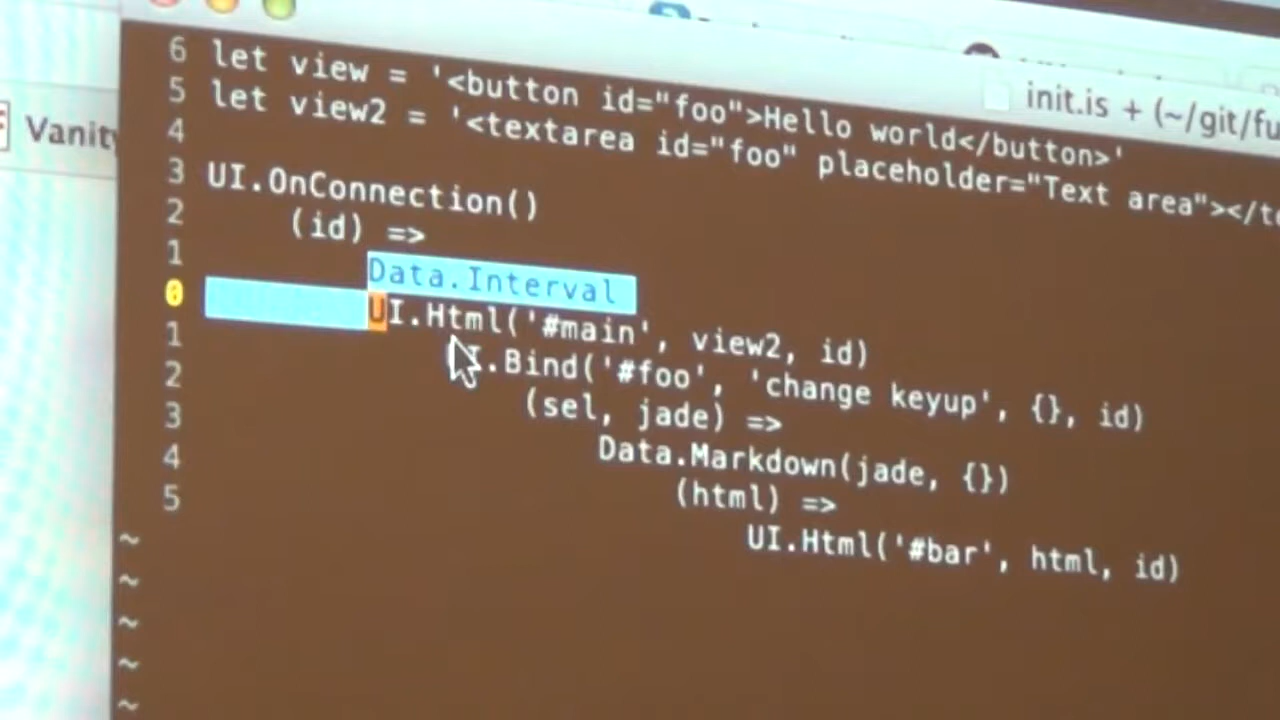 init.is + (~/git/fu
Vanity
6 let view = '<button id="foo">Hello world</button>'
5 let view2 = '<textarea id="foo" placeholder="Text area"></te
4
3 UI.OnConnection()
2 (id) =>
1 Data.Interval
0 UI.Html('#main', view2, id)
1 UI.Bind('#foo', 'change keyup', {}, id)
2 (sel, jade) =>
3 Data.Markdown(jade, {})
4 (html) =>
5 UI.Html('#bar', html, id)
~
~
~
~
~